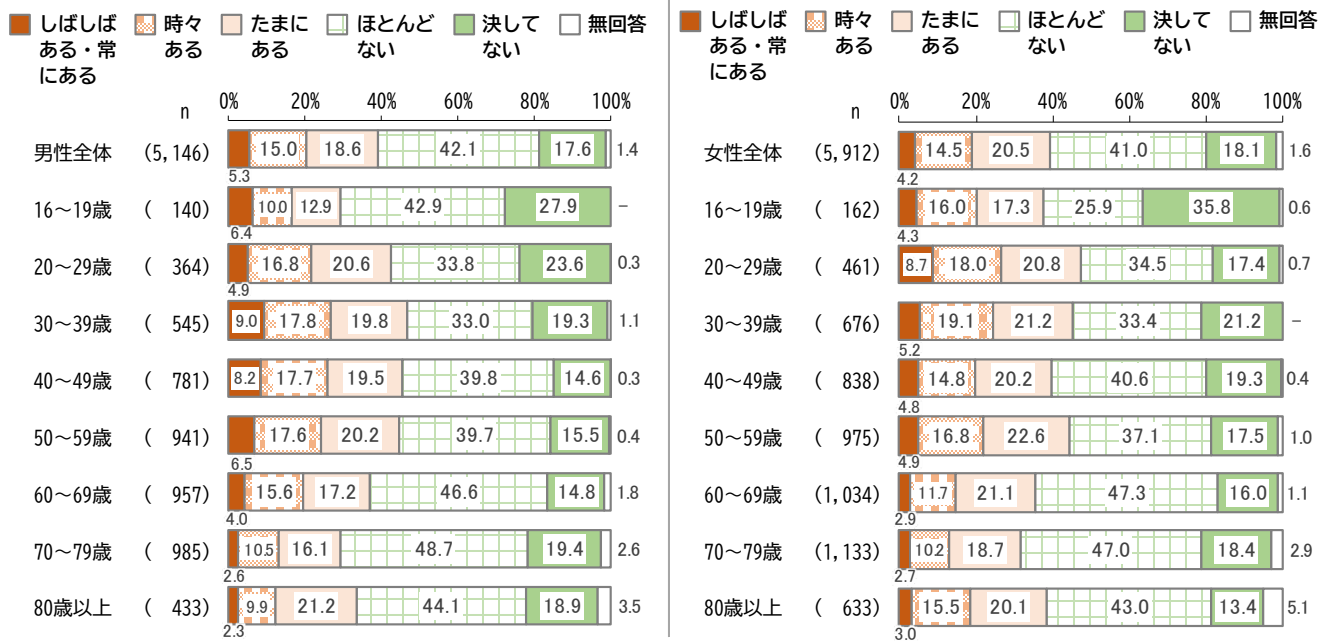 しばしば
ある・常
にある
時々
ある
たまに
ある
ほとんど
ない
決して
ない
無回答
n
0% 20% 40% 60% 80% 100%
男性全体 (5,146) 5.3 15.0 18.6 42.1 17.6 1.4
16～19歳 ( 140) 6.4 10.0 12.9 42.9 27.9 －
20～29歳 ( 364) 4.9 16.8 20.6 33.8 23.6 0.3
30～39歳 ( 545) 9.0 17.8 19.8 33.0 19.3 1.1
40～49歳 ( 781) 8.2 17.7 19.5 39.8 14.6 0.3
50～59歳 ( 941) 6.5 17.6 20.2 39.7 15.5 0.4
60～69歳 ( 957) 4.0 15.6 17.2 46.6 14.8 1.8
70～79歳 ( 985) 2.6 10.5 16.1 48.7 19.4 2.6
80歳以上 ( 433) 2.3 9.9 21.2 44.1 18.9 3.5
しばしば
ある・常
にある
時々
ある
たまに
ある
ほとんど
ない
決して
ない
無回答
n
0% 20% 40% 60% 80% 100%
女性全体 (5,912) 4.2 14.5 20.5 41.0 18.1 1.6
16～19歳 ( 162) 4.3 16.0 17.3 25.9 35.8 0.6
20～29歳 ( 461) 8.7 18.0 20.8 34.5 17.4 0.7
30～39歳 ( 676) 5.2 19.1 21.2 33.4 21.2 －
40～49歳 ( 838) 4.8 14.8 20.2 40.6 19.3 0.4
50～59歳 ( 975) 4.9 16.8 22.6 37.1 17.5 1.0
60～69歳 (1,034) 2.9 11.7 21.1 47.3 16.0 1.1
70～79歳 (1,133) 2.7 10.2 18.7 47.0 18.4 2.9
80歳以上 ( 633) 3.0 15.5 20.1 43.0 13.4 5.1